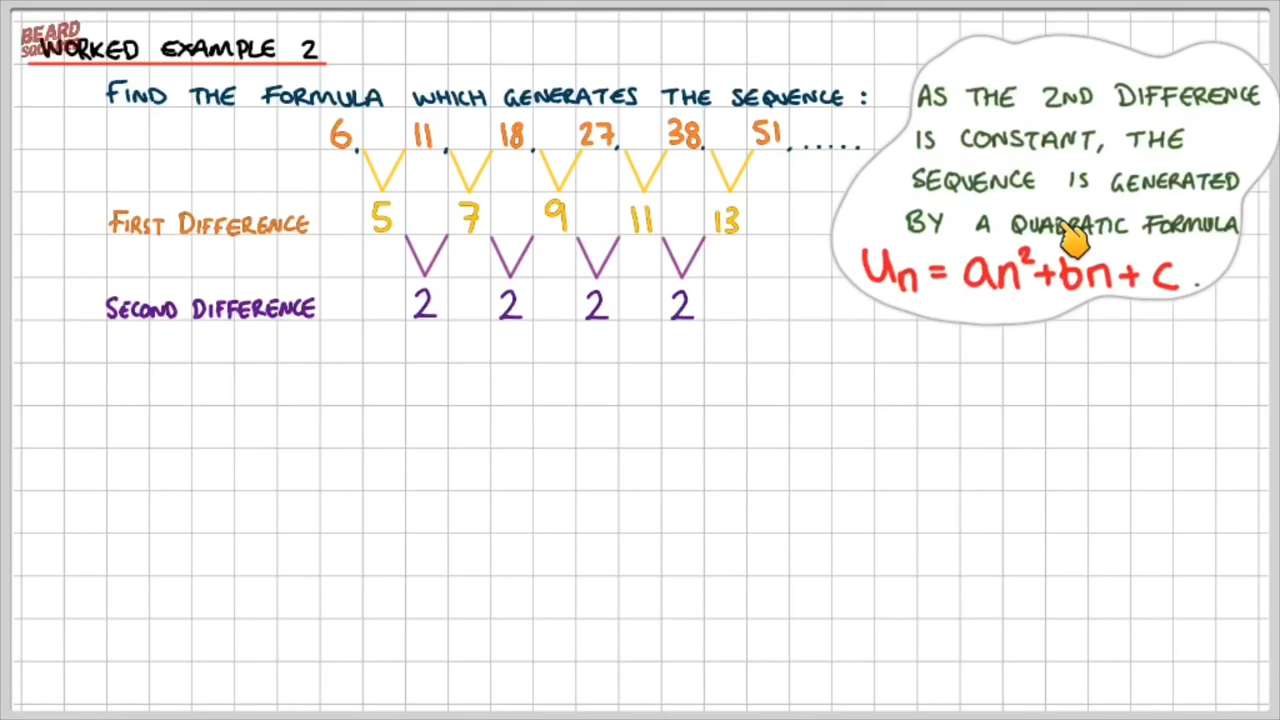 BEARD
WORKED EXAMPLE 2
FIND THE FORMULA WHICH GENERATES THE SEQUENCE :
6, 11, 18, 27, 38, 51, .....
FIRST DIFFERENCE 5 7 9 11 13
SECOND DIFFERENCE 2 2 2 2
AS THE 2ND DIFFERENCE
IS CONSTANT, THE
SEQUENCE IS GENERATED
BY A QUADRATIC FORMULA
Un = an² + bn + c .